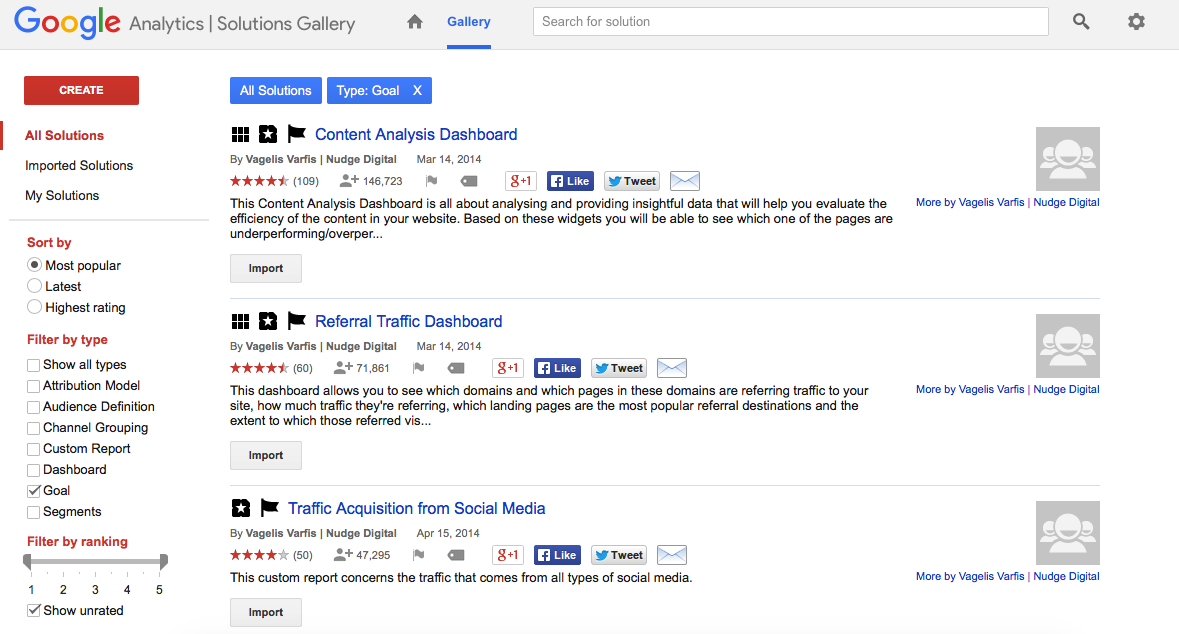 Google Analytics | Solutions Gallery
Gallery
Search for solution
CREATE
All Solutions
Imported Solutions
My Solutions
Sort by
Most popular
Latest
Highest rating
Filter by type
Show all types
Attribution Model
Audience Definition
Channel Grouping
Custom Report
Dashboard
Goal
Segments
Filter by ranking
1 2 3 4 5
Show unrated
All Solutions
Type: Goal X
Content Analysis Dashboard
By Vagelis Varfis | Nudge Digital Mar 14, 2014
(109) 146,723 g+1 Like Tweet
This Content Analysis Dashboard is all about analysing and providing insightful data that will help you evaluate the
efficiency of the content in your website. Based on these widgets you will be able to see which one of the pages are
underperforming/overper...
Import
More by Vagelis Varfis | Nudge Digital
Referral Traffic Dashboard
By Vagelis Varfis | Nudge Digital Mar 14, 2014
(60) 71,861 g+1 Like Tweet
This dashboard allows you to see which domains and which pages in these domains are referring traffic to your
site, how much traffic they're referring, which landing pages are the most popular referral destinations and the
extent to which those referred vis...
Import
More by Vagelis Varfis | Nudge Digital
Traffic Acquisition from Social Media
By Vagelis Varfis | Nudge Digital Apr 15, 2014
(50) 47,295 g+1 Like Tweet
This custom report concerns the traffic that comes from all types of social media.
Import
More by Vagelis Varfis | Nudge Digital